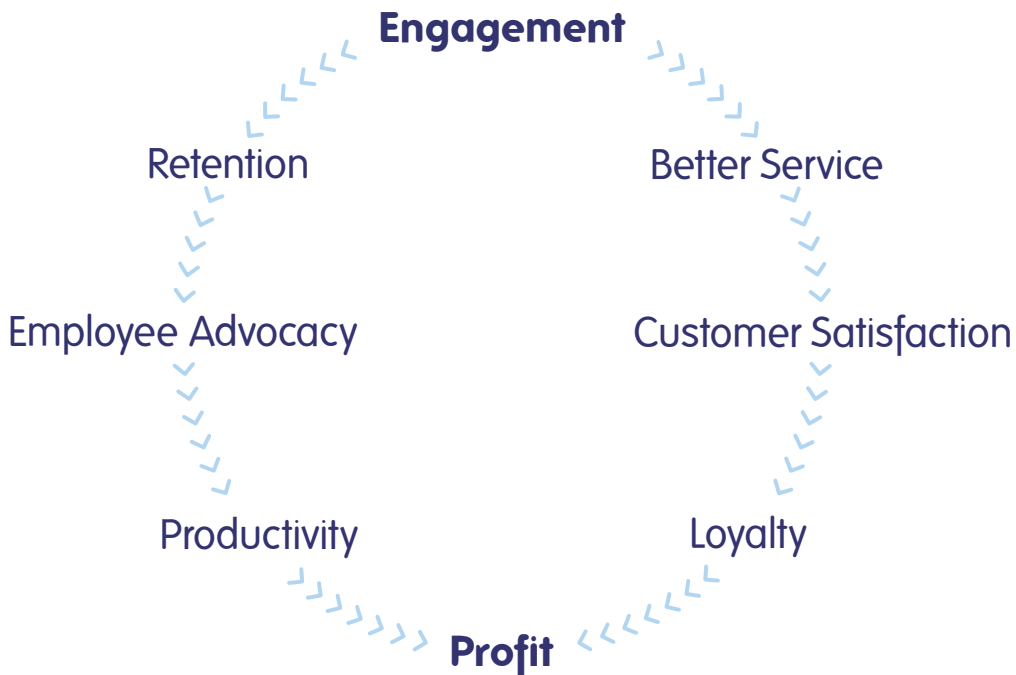 Engagement
Retention
Better Service
Employee Advocacy
Customer Satisfaction
Productivity
Loyalty
Profit